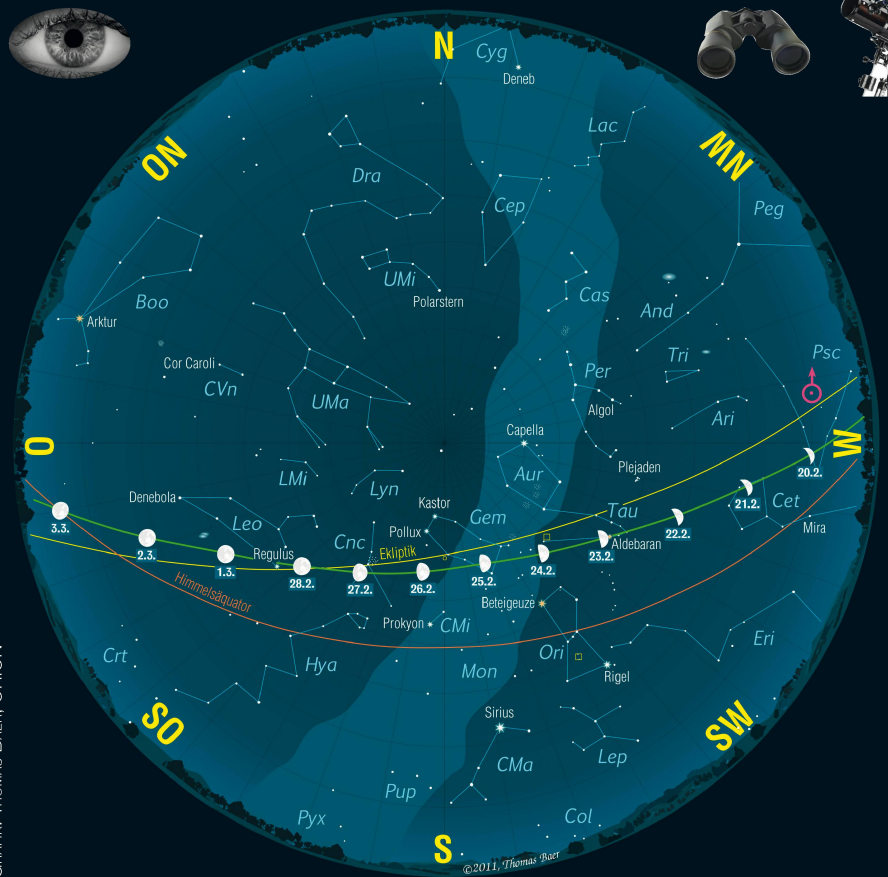 N
Cyg
Deneb
Lac
NO
NW
Dra
Cep
Peg
UMi
Polarstern
Boo
Cas
And
Arktur
Cor Caroli
CVn
Tri
Psc
UMa
Per
Algol
Ari
Capella
O
W
Plejaden
20.2.
Aur
LMi
Lyn
Denebola
Kastor
21.2.
Cet
3.3.
Leo
Pollux
Gem
Tau
22.2.
Mira
2.3.
Cnc
Ekliptik
Aldebaran
23.2.
1.3.
Regulus
28.2.
27.2.
26.2.
25.2.
24.2.
Himmelsäquator
Beteigeuze
Prokyon
CMi
Eri
Crt
Hya
Mon
Ori
Rigel
SO
Sirius
SW
CMa
Lep
Pup
Pyx
Col
S
©2011, Thomas Baer